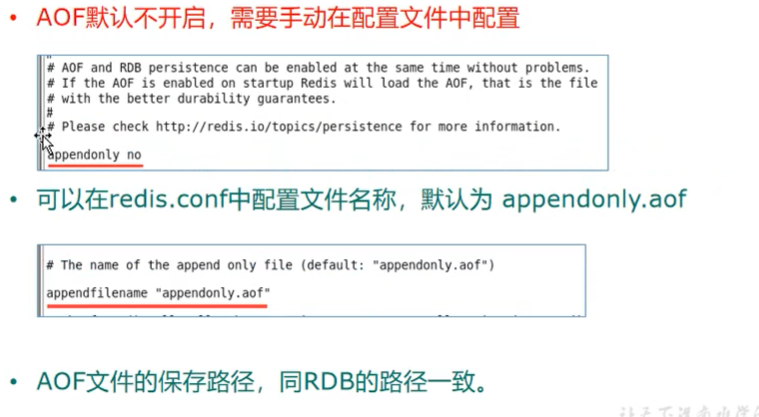 • AOF默认不开启，需要手动在配置文件中配置
# AOF and RDB persistence can be enabled at the same time without problems.
# If the AOF is enabled on startup Redis will load the AOF, that is the file
# with the better durability guarantees.
#
# Please check http://redis.io/topics/persistence for more information.
appendonly no
• 可以在redis.conf中配置文件名称，默认为 appendonly.aof
# The name of the append only file (default: "appendonly.aof")
appendfilename "appendonly.aof"
• AOF文件的保存路径，同RDB的路径一致。